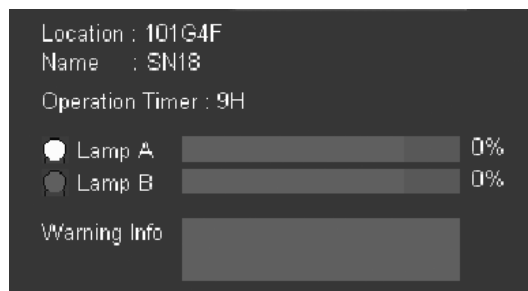 Location : 101G4F
Name : SN18
Operation Timer : 9H
Lamp A 0%
Lamp B 0%
Warning Info